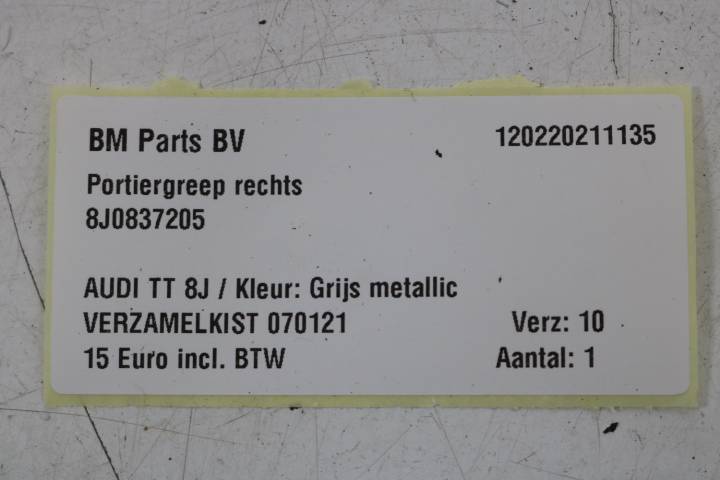 BM Parts BV 120220211135
Portiergreep rechts
8J0837205
AUDI TT 8J / Kleur: Grijs metallic
VERZAMELKIST 070121 Verz: 10
15 Euro incl. BTW Aantal: 1